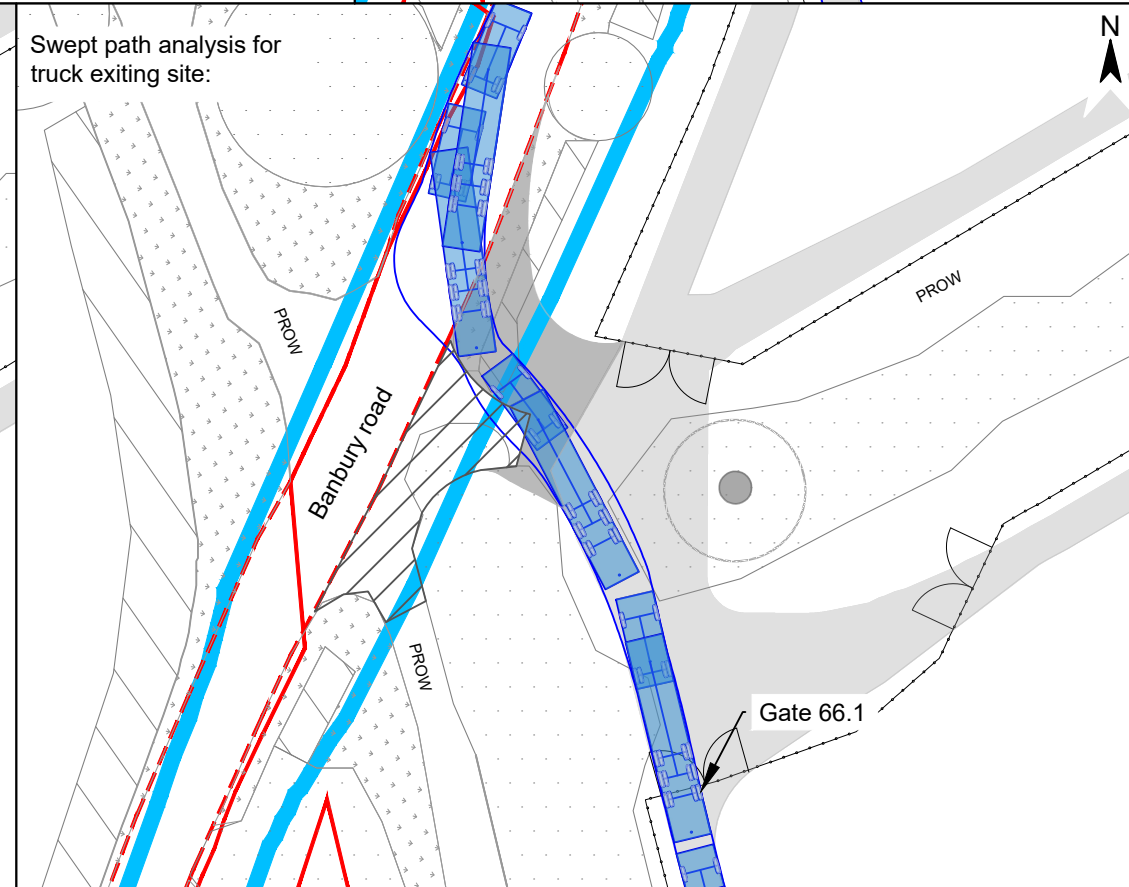 Swept path analysis for
truck exiting site:
N
PROW
PROW
Banbury road
PROW
Gate 66.1